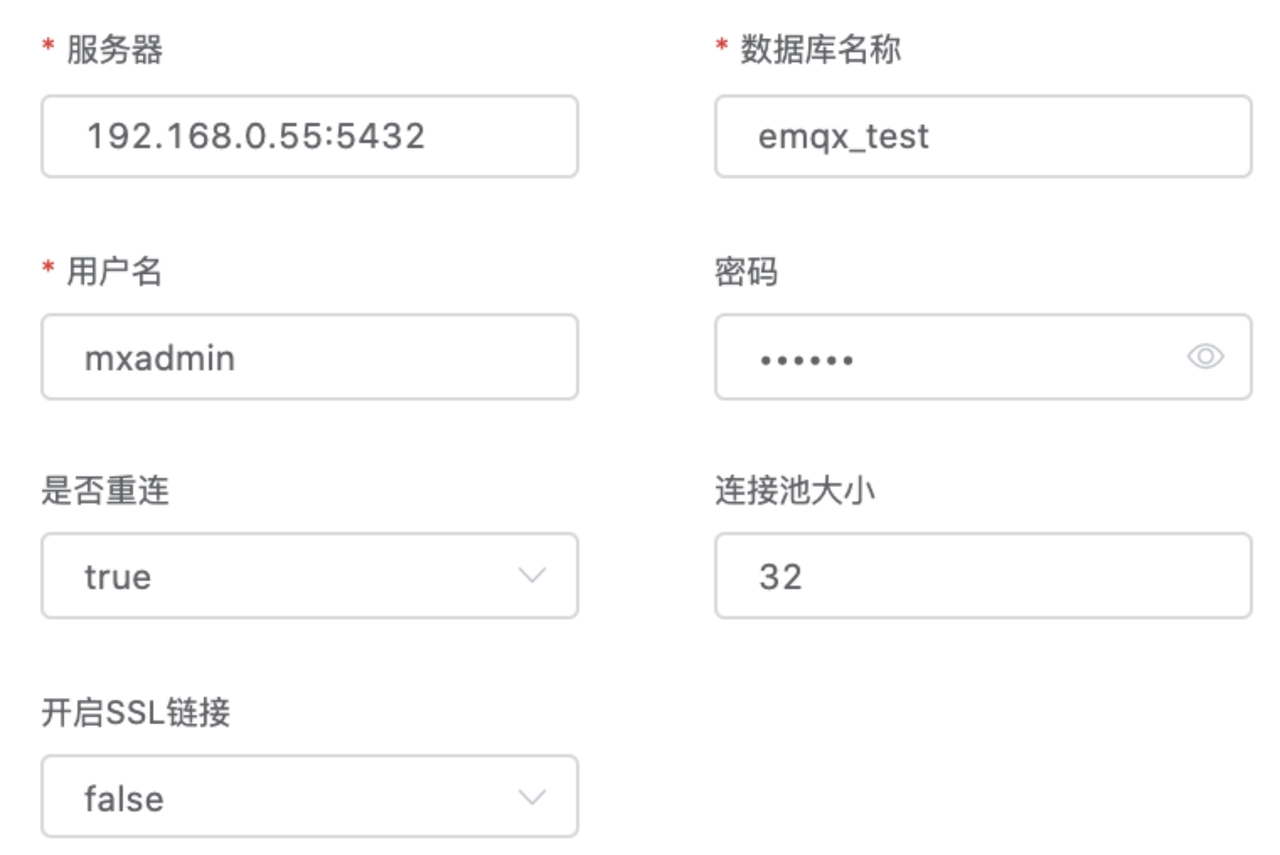 * 服务器
* 数据库名称
192.168.0.55:5432
emqx_test
* 用户名
密码
mxadmin
••••••
是否重连
连接池大小
true
32
开启SSL链接
false